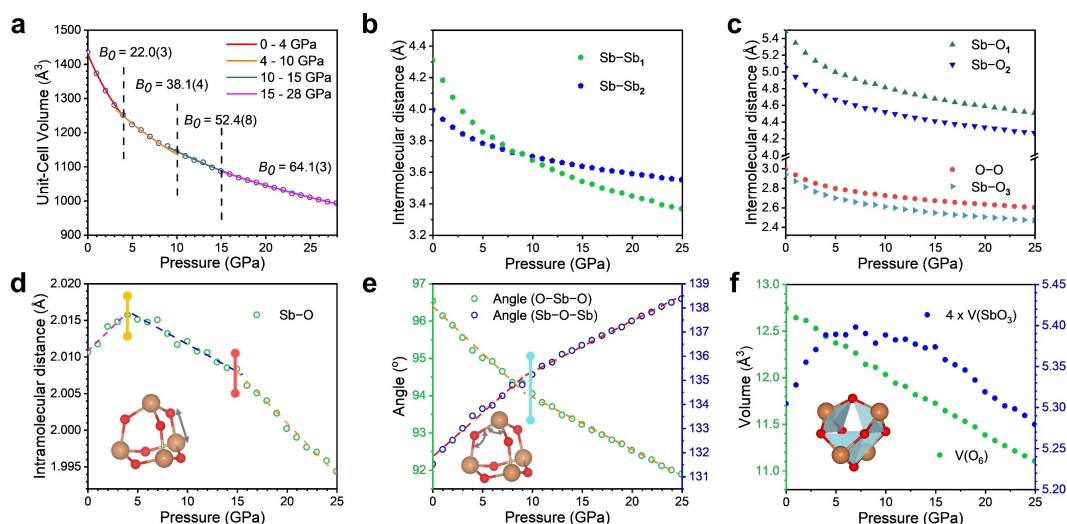 a
1500
1400
1300
1200
1100
1000
900
Unit-Cell Volume (Å³)
B₀ = 22.0(3)
B₀ = 38.1(4)
B₀ = 52.4(8)
B₀ = 64.1(3)
0 - 4 GPa
4 - 10 GPa
10 - 15 GPa
15 - 28 GPa
0 5 10 15 20 25
Pressure (GPa)
b
4.6
4.4
4.2
4.0
3.8
3.6
3.4
3.2
Intermolecular distance (Å)
Sb−Sb₁
Sb−Sb₂
0 5 10 15 20 25
Pressure (GPa)
c
5.4
5.0
4.8
4.6
4.4
4.2
4.0
3.2
3.0
2.8
2.6
2.4
Intermolecular distance (Å)
Sb−O₁
Sb−O₂
O−O
Sb−O₃
0 5 10 15 20 25
Pressure (GPa)
d
2.020
2.015
2.010
2.005
2.000
1.995
Intramolecular distance (Å)
Sb−O
0 5 10 15 20 25
Pressure (GPa)
e
97
96
95
94
93
92
Angle (º)
Angle (O−Sb−O)
Angle (Sb−O−Sb)
139
138
137
136
135
134
133
132
131
0 5 10 15 20 25
Pressure (GPa)
f
13.0
12.5
12.0
11.5
11.0
Volume (Å³)
4 x V(SbO₃)
V(O₆)
5.45
5.40
5.35
5.30
5.25
5.20
0 5 10 15 20 25
Pressure (GPa)